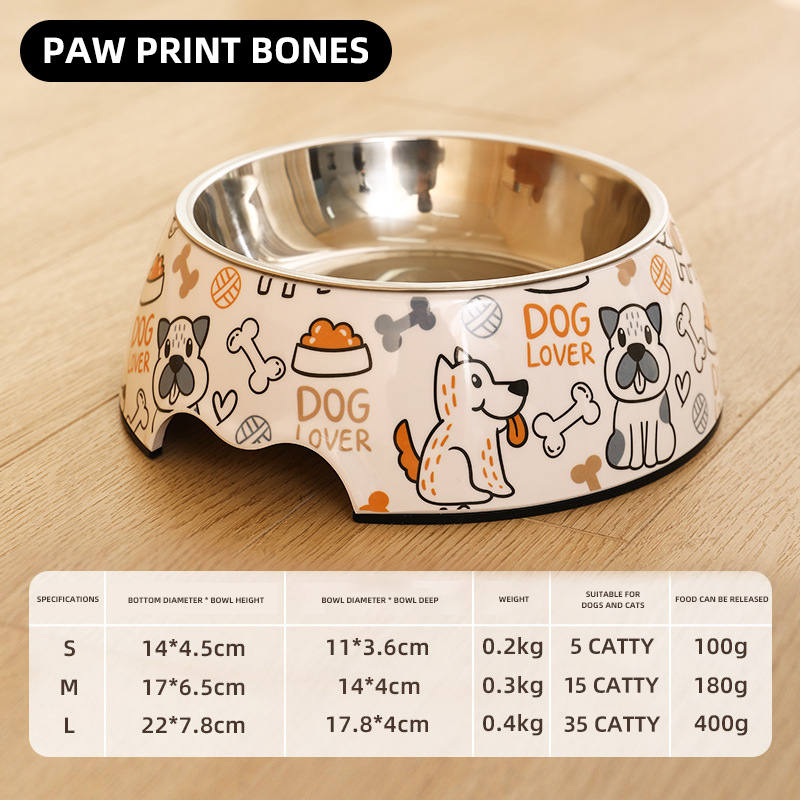 PAW PRINT BONES
DOG
LOVER
DOG
LOVER
DOG
LOVER
SPECIFICATIONS BOTTOM DIAMETER * BOWL HEIGHT BOWL DIAMETER * BOWL DEEP WEIGHT SUITABLE FOR DOGS AND CATS FOOD CAN BE RELEASED
S 14*4.5cm 11*3.6cm 0.2kg 5 CATTY 100g
M 17*6.5cm 14*4cm 0.3kg 15 CATTY 180g
L 22*7.8cm 17.8*4cm 0.4kg 35 CATTY 400g